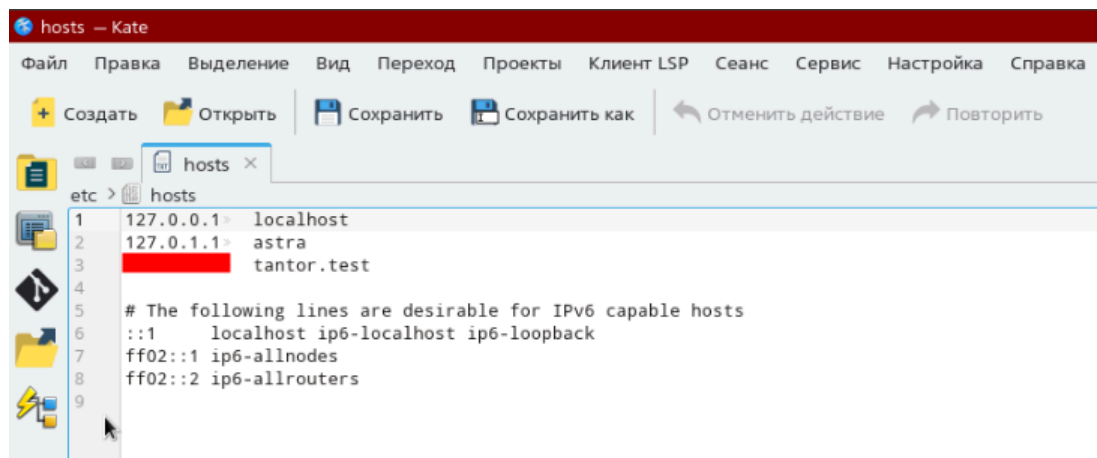 hosts — Kate
Файл Правка Выделение Вид Переход Проекты Клиент LSP Сеанс Сервис Настройка Справка
Создать Открыть Сохранить Сохранить как Отменить действие Повторить
hosts
etc > hosts
1 127.0.0.1 localhost
2 127.0.1.1 astra
3 tantor.test
4
5 # The following lines are desirable for IPv6 capable hosts
6 ::1 localhost ip6-localhost ip6-loopback
7 ff02::1 ip6-allnodes
8 ff02::2 ip6-allrouters
9